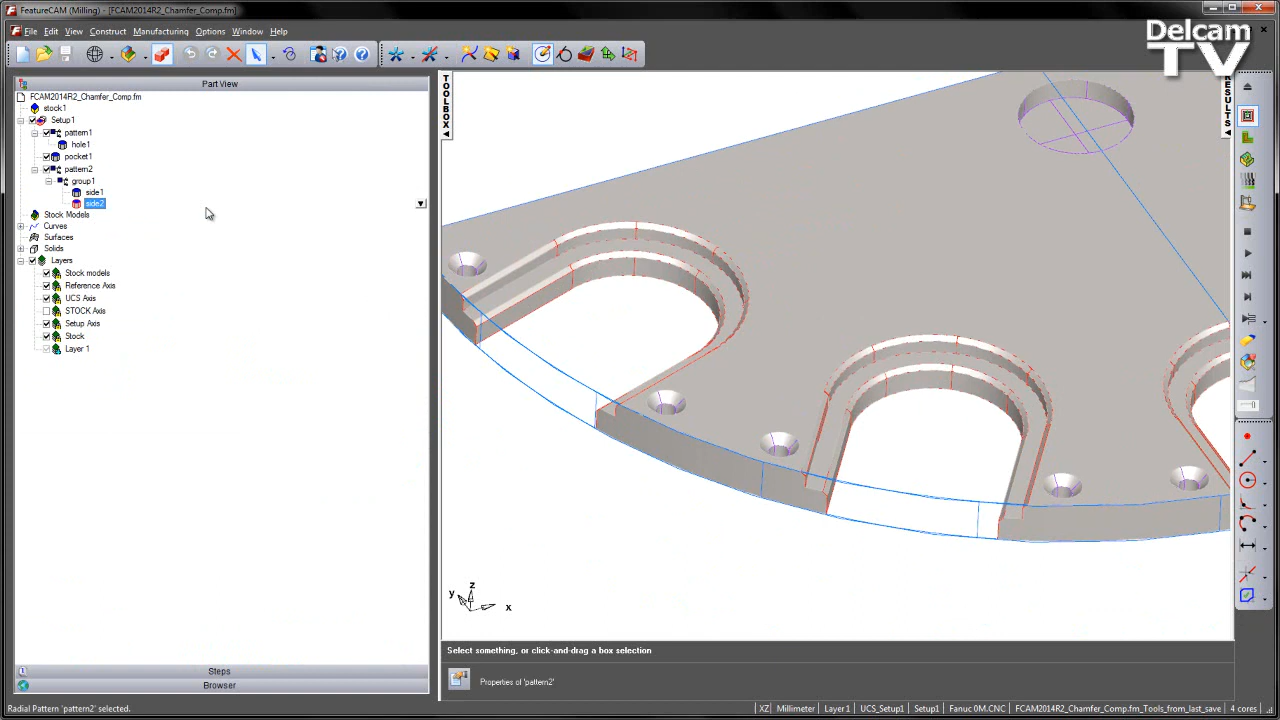 FeatureCAM (Milling) - [FCAM2014R2_Chamfer_Comp.fm]
File Edit View Construct Manufacturing Options Window Help
Delcam
TV
Part View
FCAM2014R2_Chamfer_Comp.fm
stock1
Setup1
pattern1
hole1
pocket1
pattern2
group1
side1
side2
Stock Models
Curves
Surfaces
Solids
Layers
Stock models
Reference Axis
UCS Axis
STOCK Axis
Setup Axis
Stock
Layer 1
TOOLBOX
RESULTS
z
y
x
Steps
Browser
Select something, or click-and-drag a box selection
Properties of 'pattern2'
Radial Pattern 'pattern2' selected.
XZ Millimeter Layer 1 UCS_Setup1 Setup1 Fanuc 0M.CNC FCAM2014R2_Chamfer_Comp.fm_Tools_from_last_save 4 cores